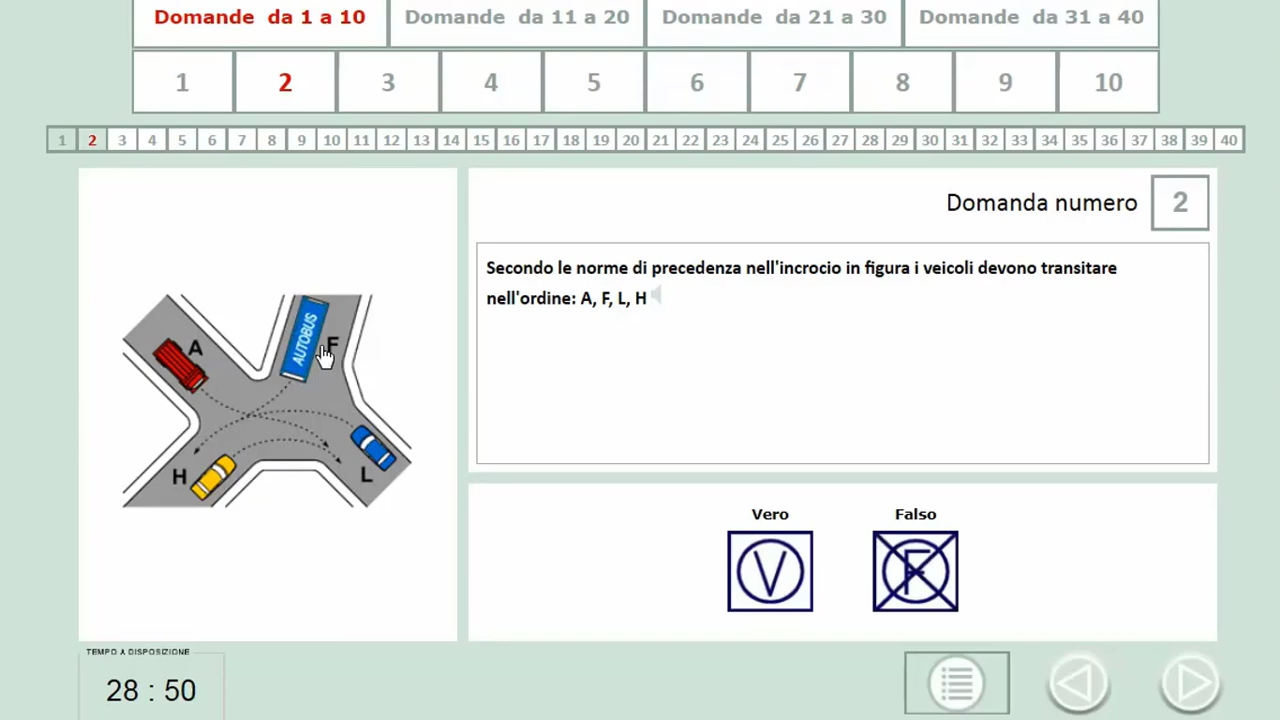 Domande da 1 a 10
Domande da 11 a 20
Domande da 21 a 30
Domande da 31 a 40
1 2 3 4 5 6 7 8 9 10
1 2 3 4 5 6 7 8 9 10 11 12 13 14 15 16 17 18 19 20 21 22 23 24 25 26 27 28 29 30 31 32 33 34 35 36 37 38 39 40
Domanda numero 2
Secondo le norme di precedenza nell'incrocio in figura i veicoli devono transitare
nell'ordine: A, F, L, H
A
AUTOBUS
F
H
L
Vero
Falso
V
F
TEMPO A DISPOSIZIONE
28 : 50